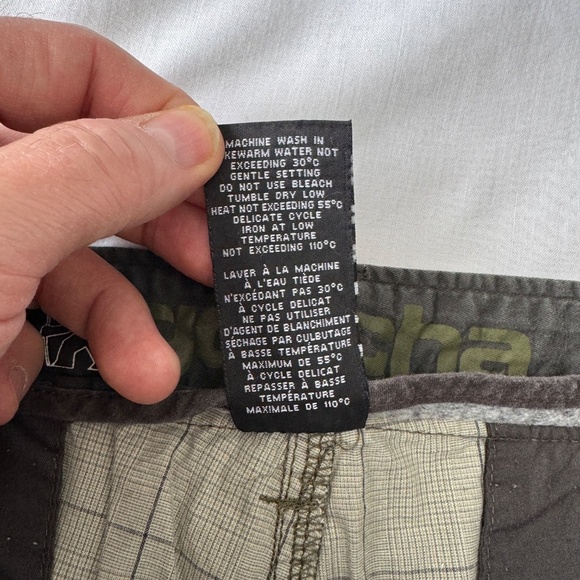 MACHINE WASH IN
KEWARM WATER NOT
EXCEEDING 30°C
GENTLE SETTING
DO NOT USE BLEACH
TUMBLE DRY LOW
HEAT NOT EXCEEDING 55°C
DELICATE CYCLE
IRON AT LOW
TEMPERATURE
NOT EXCEEDING 110°C
LAVER À LA MACHINE
À L'EAU TIÈDE
N'EXCÉDANT PAS 30°C
À CYCLE DELICAT
NE PAS UTILISER
D'AGENT DE BLANCHIMENT
SÉCHAGE PAR CULBUTAGE
À BASSE TEMPÉRATURE
MAXIMUM DE 55°C
À CYCLE DELICAT
REPASSER À BASSE
TEMPÉRATURE
MAXIMALE DE 110°C
sha